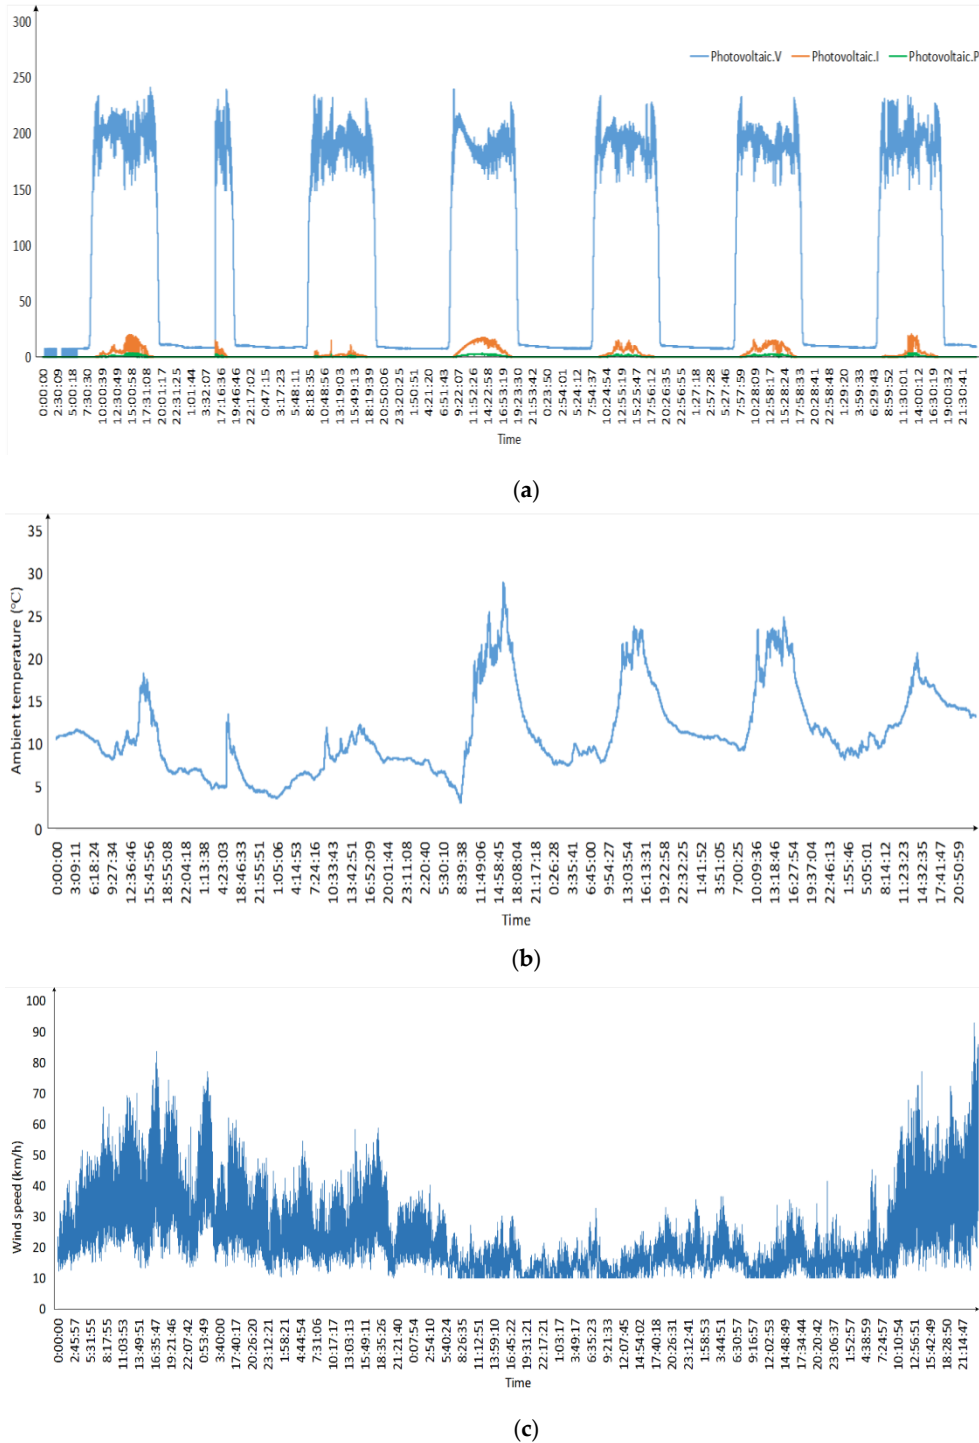 300
Photovoltaic.V Photovoltaic.I Photovoltaic.P
250
200
150
100
50
0
0:00:00 2:30:09 5:00:18 7:30:30 10:00:39 12:30:49 15:00:58 17:31:08 20:01:17 22:31:25 1:01:44 3:32:07 17:16:36 19:46:46 22:17:02 0:47:15 3:17:23 5:48:11 8:18:35 10:48:56 13:19:03 15:49:13 18:19:39 20:50:06 23:20:25 1:50:51 4:21:20 6:51:43 9:22:07 11:52:26 14:22:58 16:53:19 19:23:30 21:53:42 0:23:50 2:54:01 5:24:12 7:54:37 10:24:54 12:55:19 15:25:47 17:56:12 20:26:35 22:56:55 1:27:18 2:57:28 5:27:46 7:57:59 10:28:09 12:58:17 15:28:24 17:58:33 20:28:41 22:58:48 1:29:20 3:59:33 6:29:43 8:59:52 11:30:01 14:00:12 16:30:19 19:00:32 21:30:41
Time
(a)
35
30
25
20
15
10
5
0
Ambient temperature (℃)
0:00:00 3:09:11 6:18:24 9:27:34 12:36:46 15:45:56 18:55:08 22:04:18 1:13:38 4:23:03 18:46:33 21:55:51 1:05:06 4:14:53 7:24:16 10:33:43 13:42:51 16:52:09 20:01:44 23:11:08 2:20:40 5:30:10 8:39:38 11:49:06 14:58:45 18:08:04 21:17:18 0:26:28 3:35:41 6:45:00 9:54:27 13:03:54 16:13:31 19:22:58 22:32:25 1:41:52 3:51:05 7:00:25 10:09:36 13:18:46 16:27:54 19:37:04 22:46:13 1:55:46 5:05:01 8:14:12 11:23:23 14:32:35 17:41:47 20:50:59
Time
(b)
100
90
80
70
60
50
40
30
20
10
0
Wind speed (km/h)
0:00:00 2:45:57 5:31:55 8:17:55 11:03:53 13:49:51 16:35:47 19:21:46 22:07:42 0:53:49 3:40:00 17:40:17 20:26:20 23:12:21 1:58:21 4:44:54 7:31:06 10:17:17 13:03:13 15:49:11 18:35:26 21:21:40 0:07:54 2:54:10 5:40:24 8:26:35 11:12:51 13:59:10 16:45:22 19:31:21 22:17:21 1:03:17 3:49:17 6:35:23 9:21:33 12:07:45 14:54:02 17:40:18 20:26:31 23:12:41 1:58:53 3:44:51 6:30:57 9:16:57 12:02:53 14:48:49 17:34:44 20:20:42 23:06:37 1:52:57 4:38:59 7:24:57 10:10:54 12:56:51 15:42:49 18:28:50 21:14:47
Time
(c)